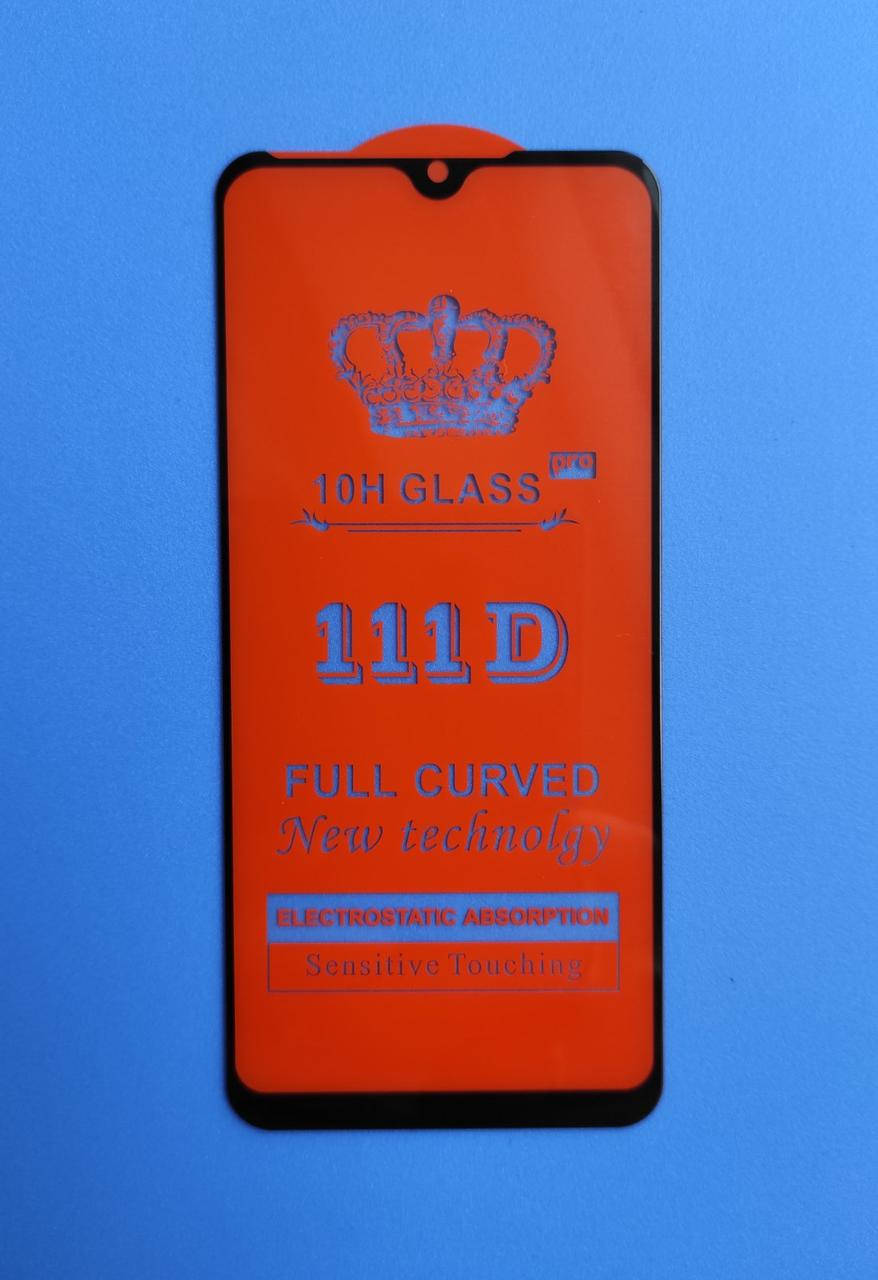 pro
10H GLASS
111D
FULL CURVED
New technolgy
ELECTROSTATIC ABSORPTION
Sensitive Touching